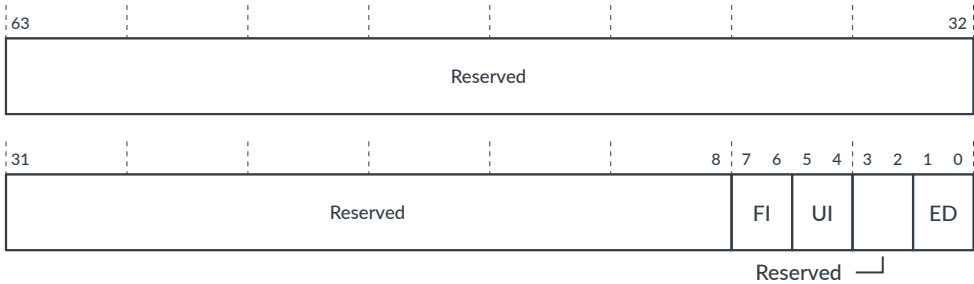 63 32
Reserved
31 8 7 6 5 4 3 2 1 0
Reserved FI UI ED
Reserved